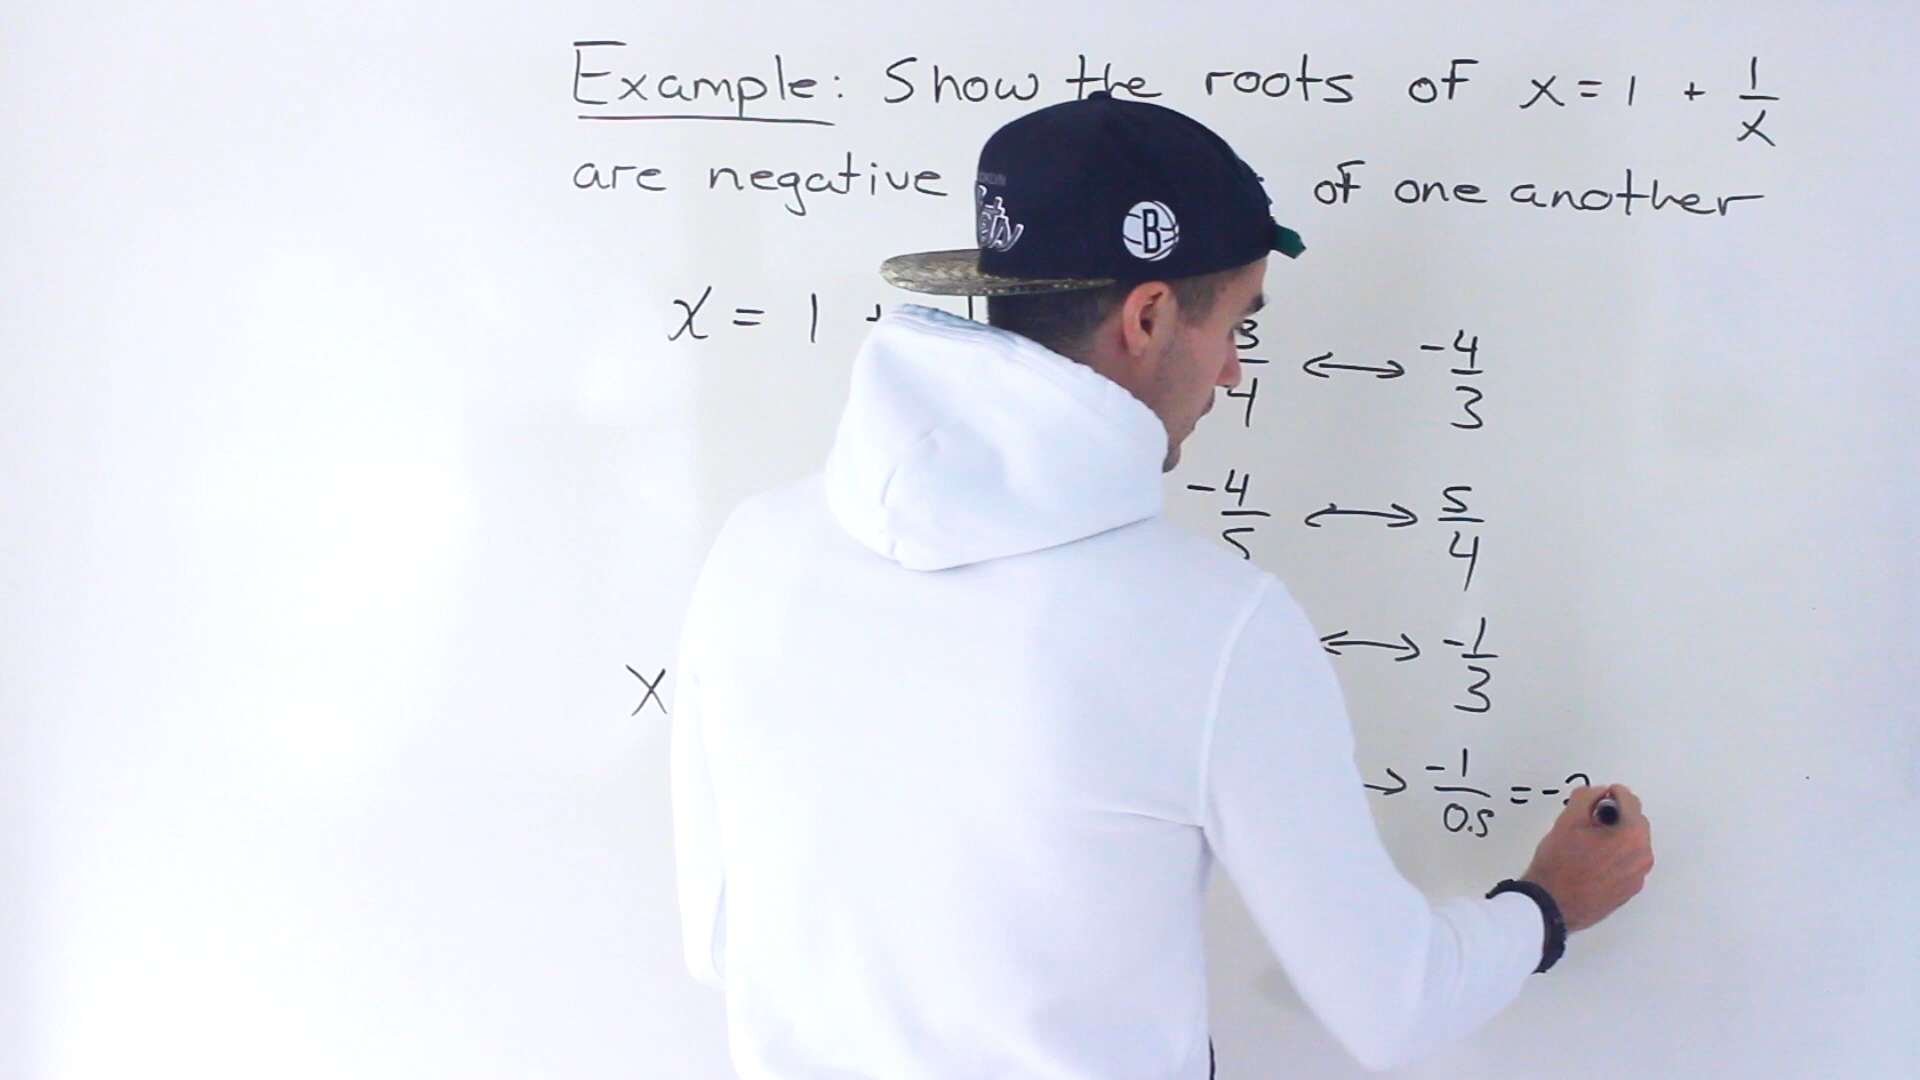 Example: Show the roots of x = 1 + 1/x
are negative of one another
x = 1 +
3/4 ↔ -4/3
-4/5 ↔ 5/4
↔ -1/3
x
→ -1/0.5 = -2
B